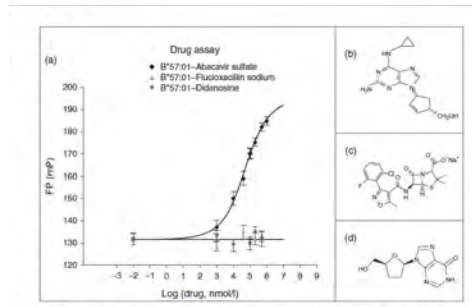 (a)
Drug assay
B*57:01–Abacavir sulfate
B*57:01–Flucloxacillin sodium
B*57:01–Didanosine
FP (mP)
200
190
180
170
160
150
140
130
120
−3 −2 −1 0 1 2 3 4 5 6 7 8 9
Log (drug, nmol/l)
(b)
HN
N
N
N
N
H₂N
CH₂OH
(c)
Cl
F
N
O
CONH
H
H
O
N
S
CO₂⁻Na⁺
(d)
HO
O
N
N
N
NH
O